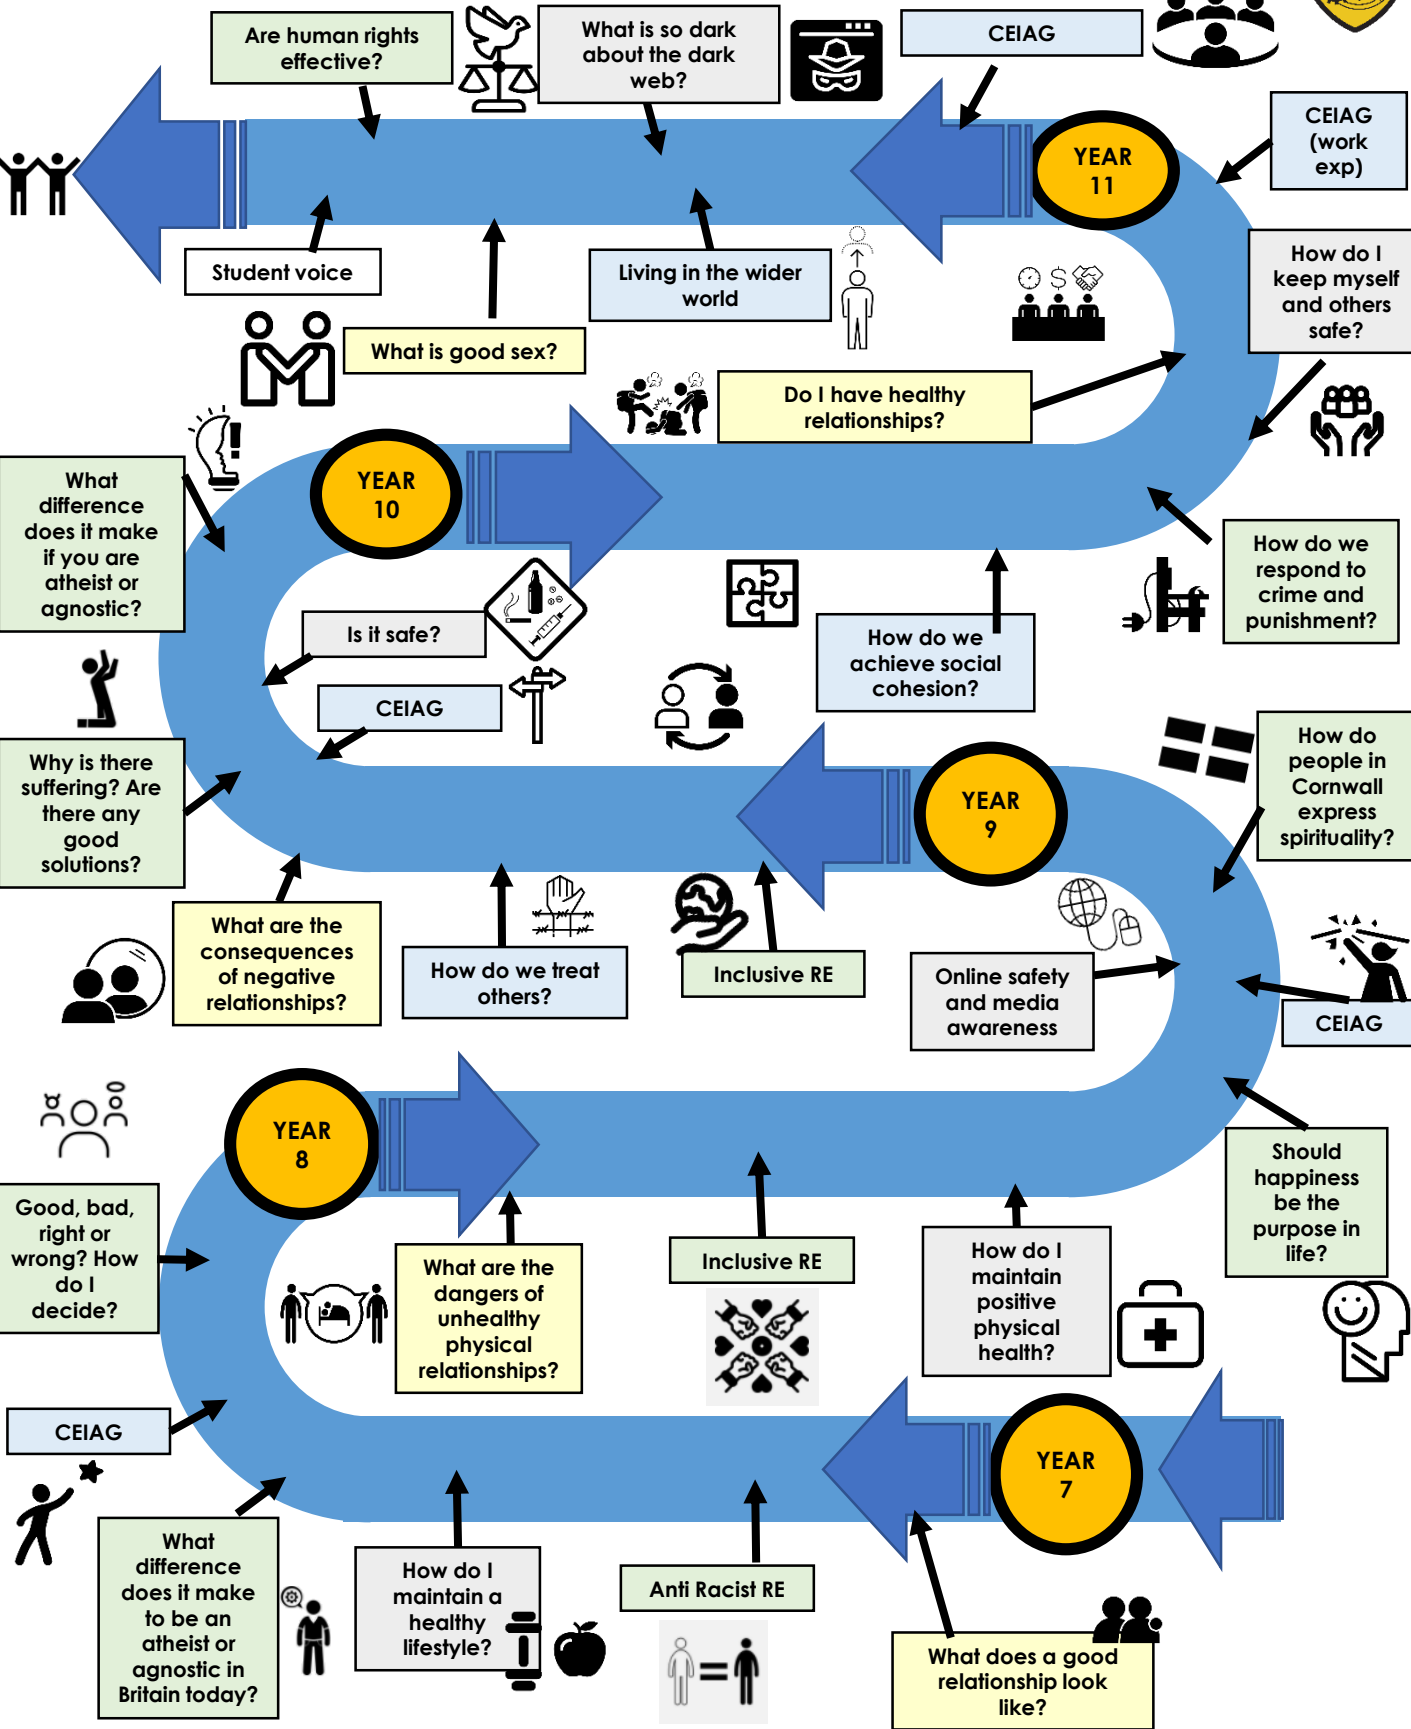 Are human rights
effective?
What is so dark
about the dark
web?
CEIAG
CEIAG
(work
exp)
YEAR
11
Student voice
Living in the wider
world
How do I
keep myself
and others
safe?
What is good sex?
Do I have healthy
relationships?
YEAR
10
What
difference
does it make
if you are
atheist or
agnostic?
How do we
respond to
crime and
punishment?
Is it safe?
How do we
achieve social
cohesion?
CEIAG
Why is there
suffering? Are
there any
good
solutions?
YEAR
9
How do
people in
Cornwall
express
spirituality?
What are the
consequences
of negative
relationships?
How do we treat
others?
Inclusive RE
Online safety
and media
awareness
CEIAG
YEAR
8
Should
happiness
be the
purpose in
life?
Good, bad,
right or
wrong? How
do I
decide?
What are the
dangers of
unhealthy
physical
relationships?
Inclusive RE
How do I
maintain
positive
physical
health?
CEIAG
YEAR
7
What
difference
does it make
to be an
atheist or
agnostic in
Britain today?
How do I
maintain a
healthy
lifestyle?
Anti Racist RE
What does a good
relationship look
like?